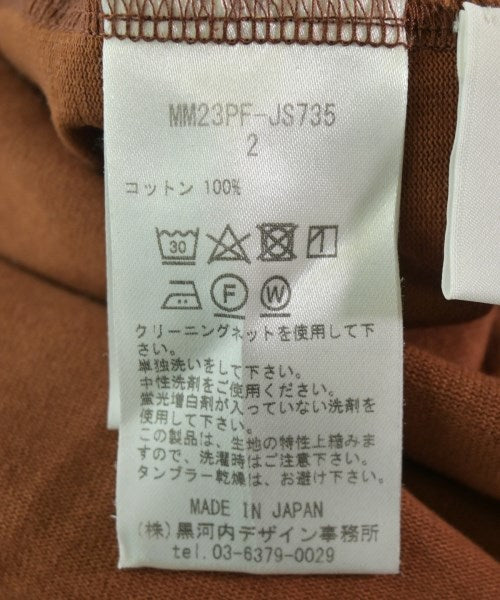 MM23PF-JS735
2
コットン 100%
30
F W
クリーニングネットを使用して下
さい。
単独洗いをして下さい。
中性洗剤をご使用ください。
蛍光増白剤が入っていない洗剤を
使用して下さい。
この製品は、生地の特性上縮みま
すので、洗濯時はご注意下さい。
タンブラー乾燥は、お避け下さい。
MADE IN JAPAN
(株)黒河内デザイン事務所
tel.03-6379-0029